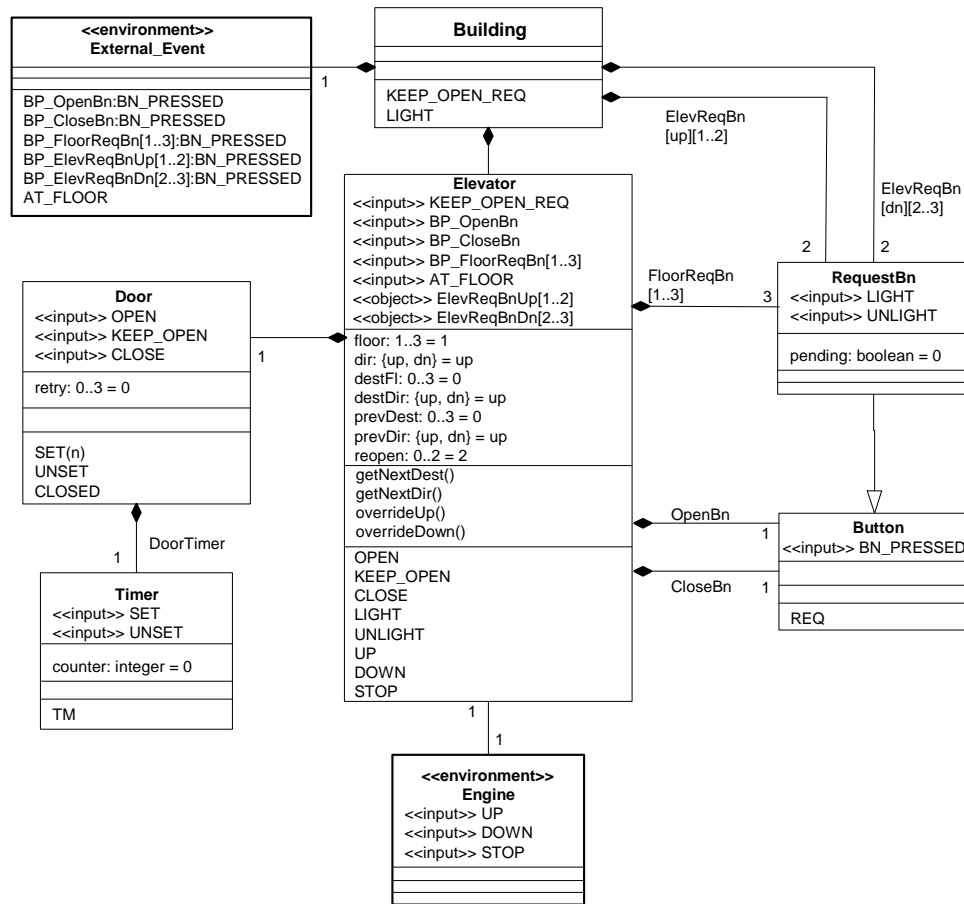 <<environment>>
External_Event
BP_OpenBn:BN_PRESSED
BP_CloseBn:BN_PRESSED
BP_FloorReqBn[1..3]:BN_PRESSED
BP_ElevReqBnUp[1..2]:BN_PRESSED
BP_ElevReqBnDn[2..3]:BN_PRESSED
AT_FLOOR
1
Building
KEEP_OPEN_REQ
LIGHT
ElevReqBn
[up][1..2]
ElevReqBn
[dn][2..3]
2
2
Elevator
<<input>> KEEP_OPEN_REQ
<<input>> BP_OpenBn
<<input>> BP_CloseBn
<<input>> BP_FloorReqBn[1..3]
<<input>> AT_FLOOR
<<object>> ElevReqBnUp[1..2]
<<object>> ElevReqBnDn[2..3]
floor: 1..3 = 1
dir: {up, dn} = up
destFl: 0..3 = 0
destDir: {up, dn} = up
prevDest: 0..3 = 0
prevDir: {up, dn} = up
reopen: 0..2 = 2
getNextDest()
getNextDir()
overrideUp()
overrideDown()
OPEN
KEEP_OPEN
CLOSE
LIGHT
UNLIGHT
UP
DOWN
STOP
FloorReqBn
[1..3]
3
RequestBn
<<input>> LIGHT
<<input>> UNLIGHT
pending: boolean = 0
Door
<<input>> OPEN
<<input>> KEEP_OPEN
<<input>> CLOSE
retry: 0..3 = 0
SET(n)
UNSET
CLOSED
1
DoorTimer
1
Timer
<<input>> SET
<<input>> UNSET
counter: integer = 0
TM
OpenBn
1
CloseBn
1
Button
<<input>> BN_PRESSED
REQ
1
1
<<environment>>
Engine
<<input>> UP
<<input>> DOWN
<<input>> STOP